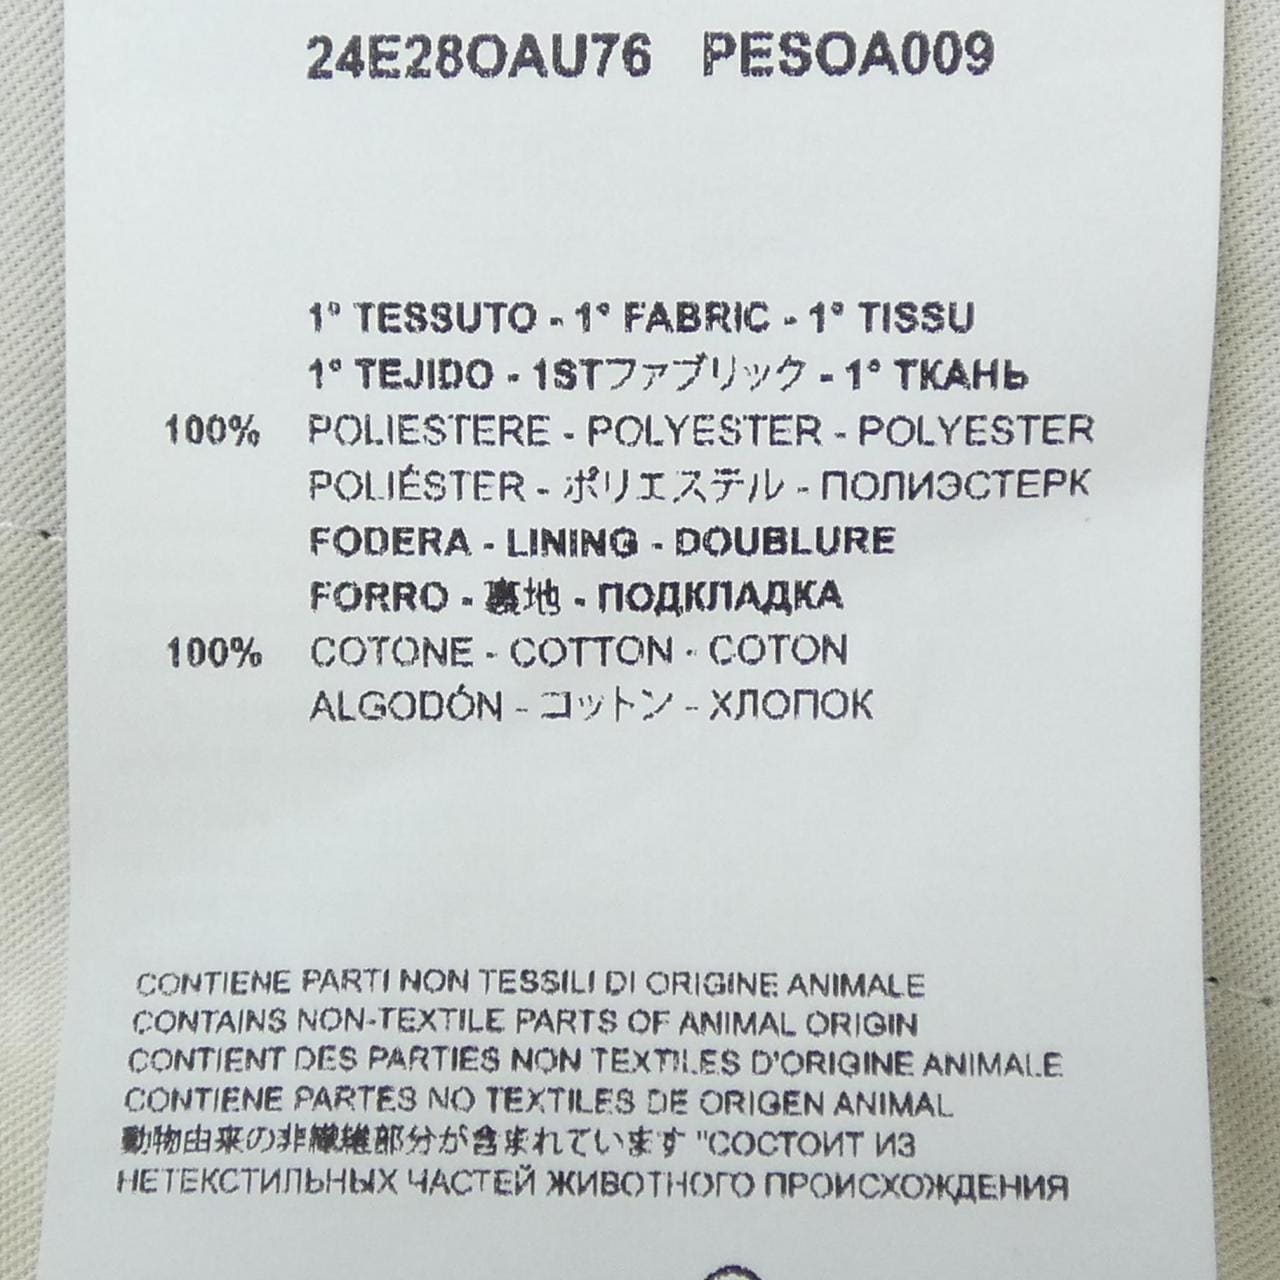 24E28OAU76 PESOA009
1° TESSUTO - 1° FABRIC - 1° TISSU
1° TEJIDO - 1STファブリック - 1° ТКАНЬ
100% POLIESTERE - POLYESTER - POLYESTER
POLIÉSTER - ポリエステル - ПОЛИЭСТЕРК
FODERA - LINING - DOUBLURE
FORRO - 裏地 - ПОДКЛАДКА
100% COTONE - COTTON - COTON
ALGODÓN - コットン - ХЛОПОК
CONTIENE PARTI NON TESSILI DI ORIGINE ANIMALE
CONTAINS NON-TEXTILE PARTS OF ANIMAL ORIGIN
CONTIENT DES PARTIES NON TEXTILES D'ORIGINE ANIMALE
CONTIENE PARTES NO TEXTILES DE ORIGEN ANIMAL
動物由来の非繊維部分が含まれています "СОСТОИТ ИЗ
НЕТЕКСТИЛЬНЫХ ЧАСТЕЙ ЖИВОТНОГО ПРОИСХОЖДЕНИЯ